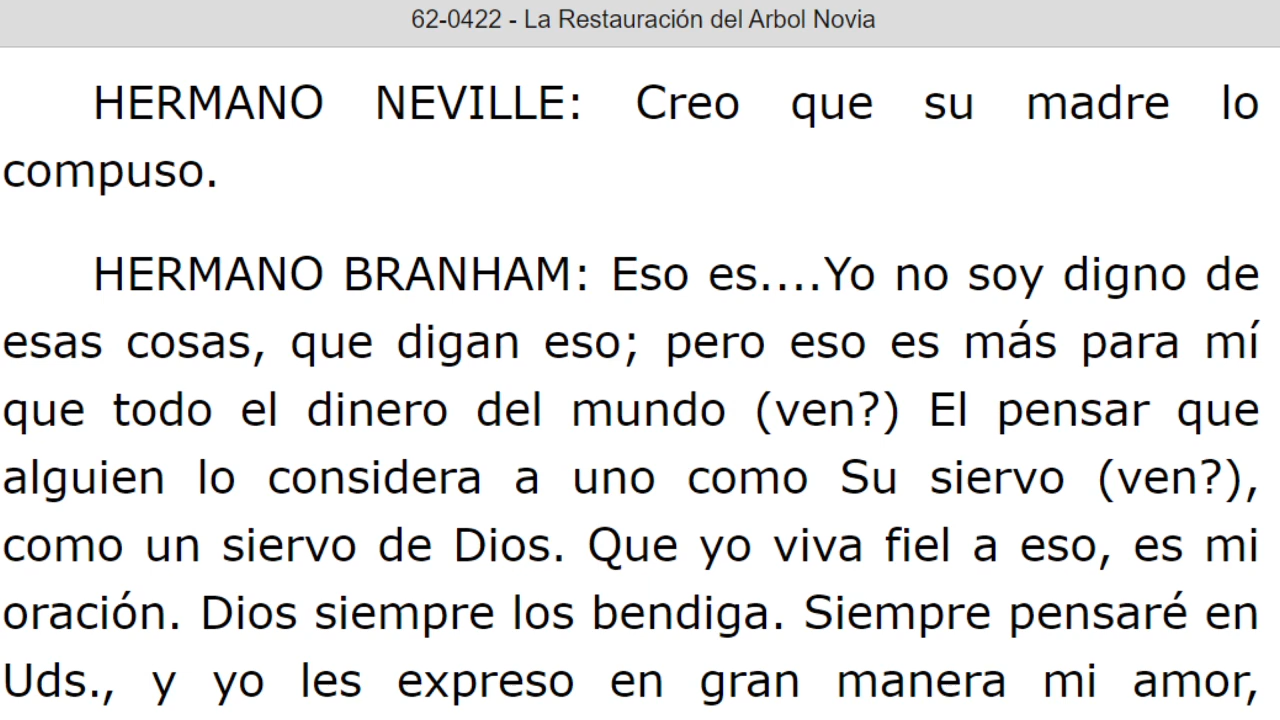 62-0422 - La Restauración del Arbol Novia
HERMANO NEVILLE: Creo que su madre lo
compuso.
HERMANO BRANHAM: Eso es....Yo no soy digno de
esas cosas, que digan eso; pero eso es más para mí
que todo el dinero del mundo (ven?) El pensar que
alguien lo considera a uno como Su siervo (ven?),
como un siervo de Dios. Que yo viva fiel a eso, es mi
oración. Dios siempre los bendiga. Siempre pensaré en
Uds., y yo les expreso en gran manera mi amor,